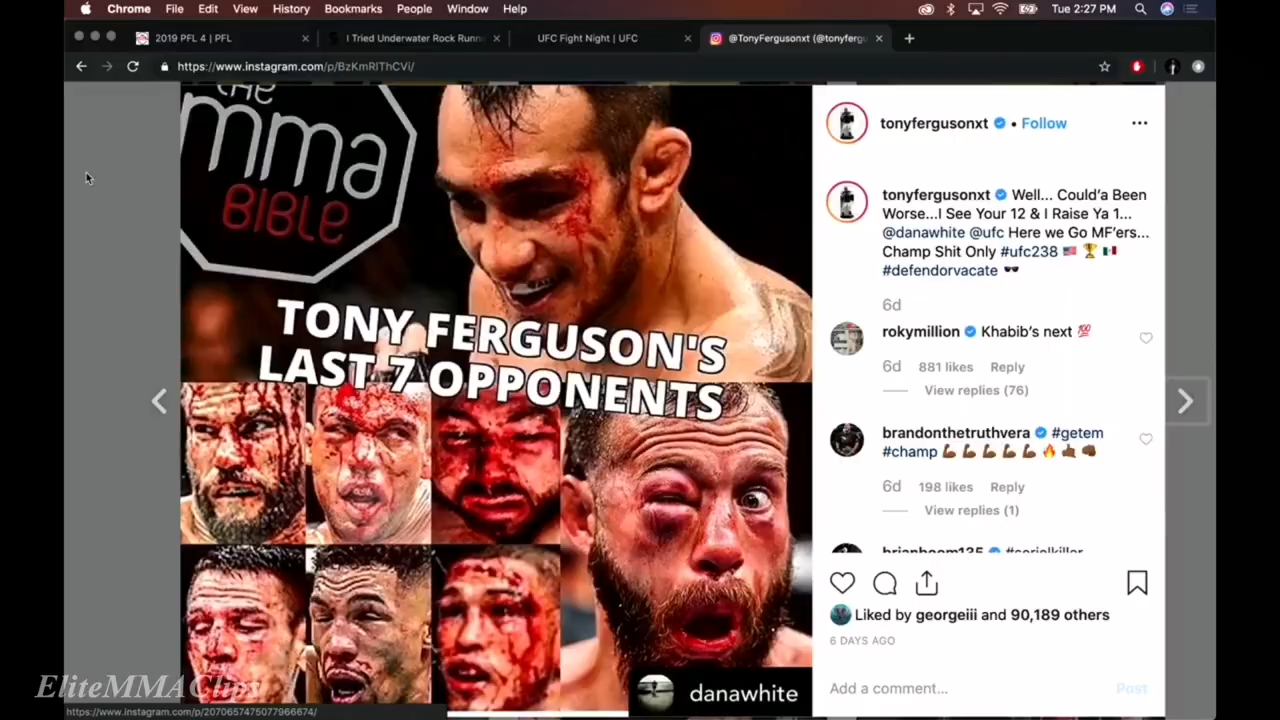 Chrome File Edit View History Bookmarks People Window Help Tue 2:27 PM
2019 PFL 4 | PFL I Tried Underwater Rock Runn UFC Fight Night | UFC @TonyFergusonxt (@tonyfergu
https://www.instagram.com/p/BzKmRlThCVi/
THE
mma
BIBLE
TONY FERGUSON'S
LAST 7 OPPONENTS
danawhite
tonyfergusonxt • Follow
tonyfergusonxt Well... Could'a Been
Worse...I See Your 12 & I Raise Ya 1...
@danawhite @ufc Here we Go MF'ers...
Champ Shit Only #ufc238 🇺🇸 🏆 🇲🇽
#defendorvacate 🕶️
6d
rokymillion Khabib's next 💯
6d 881 likes Reply
View replies (76)
brandonthetruthvera #getem
#champ 💪🏾💪🏾💪🏾💪🏾💪🏾🔥🤙🏾👊🏾
6d 198 likes Reply
View replies (1)
brianboom135 #serialkiller
Liked by georgeiii and 90,189 others
6 DAYS AGO
Add a comment... Post
EliteMMAClips
https://www.instagram.com/p/2070657475077966674/